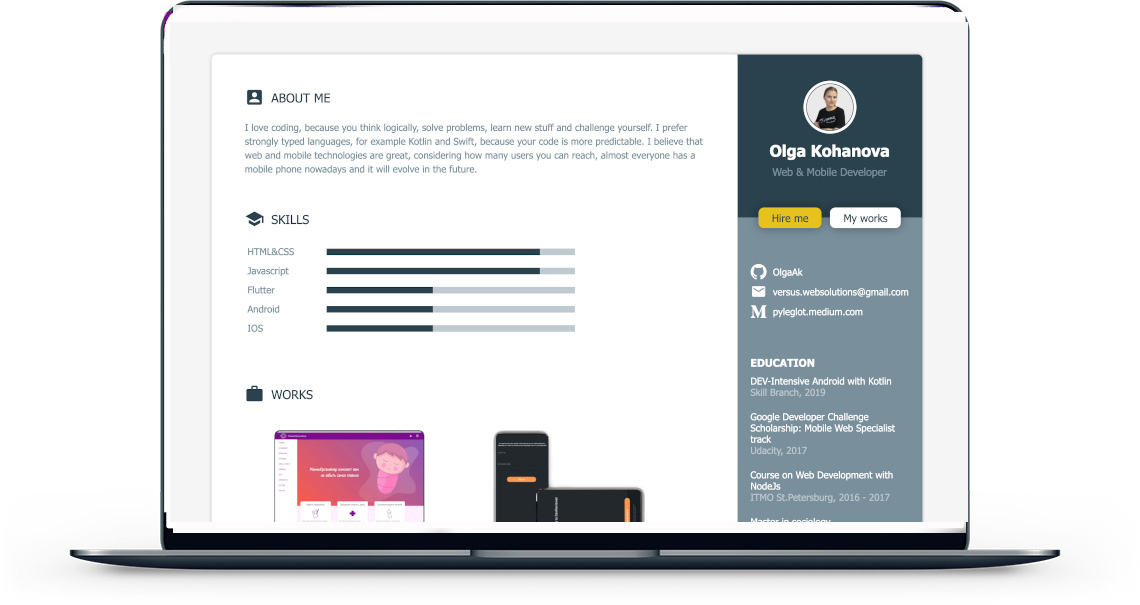 ABOUT ME
I love coding, because you think logically, solve problems, learn new stuff and challenge yourself. I prefer
strongly typed languages, for example Kotlin and Swift, because your code is more predictable. I believe that
web and mobile technologies are great, considering how many users you can reach, almost everyone has a
mobile phone nowadays and it will evolve in the future.
SKILLS
HTML&CSS
Javascript
Flutter
Android
IOS
WORKS
Olga Kohanova
Web & Mobile Developer
Hire me
My works
OlgaAk
versus.websolutions@gmail.com
pyleglot.medium.com
EDUCATION
DEV-Intensive Android with Kotlin
Skill Branch, 2019
Google Developer Challenge
Scholarship: Mobile Web Specialist
track
Udacity, 2017
Course on Web Development with
NodeJs
ITMO St.Petersburg, 2016 - 2017
Master in sociology